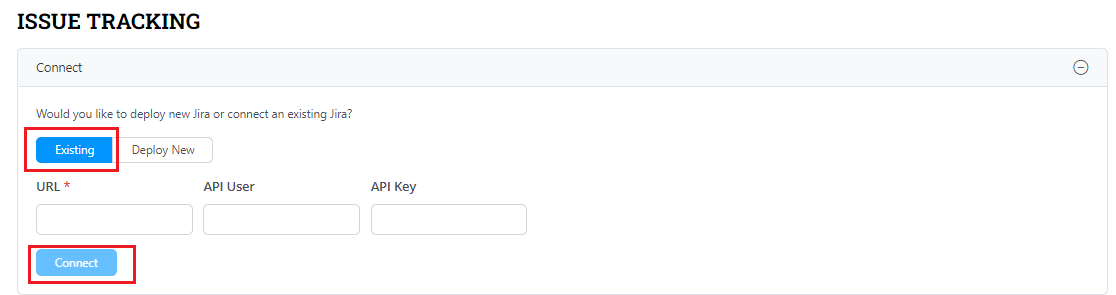 ISSUE TRACKING
Connect
Would you like to deploy new Jira or connect an existing Jira?
Existing Deploy New
URL * API User API Key
Connect